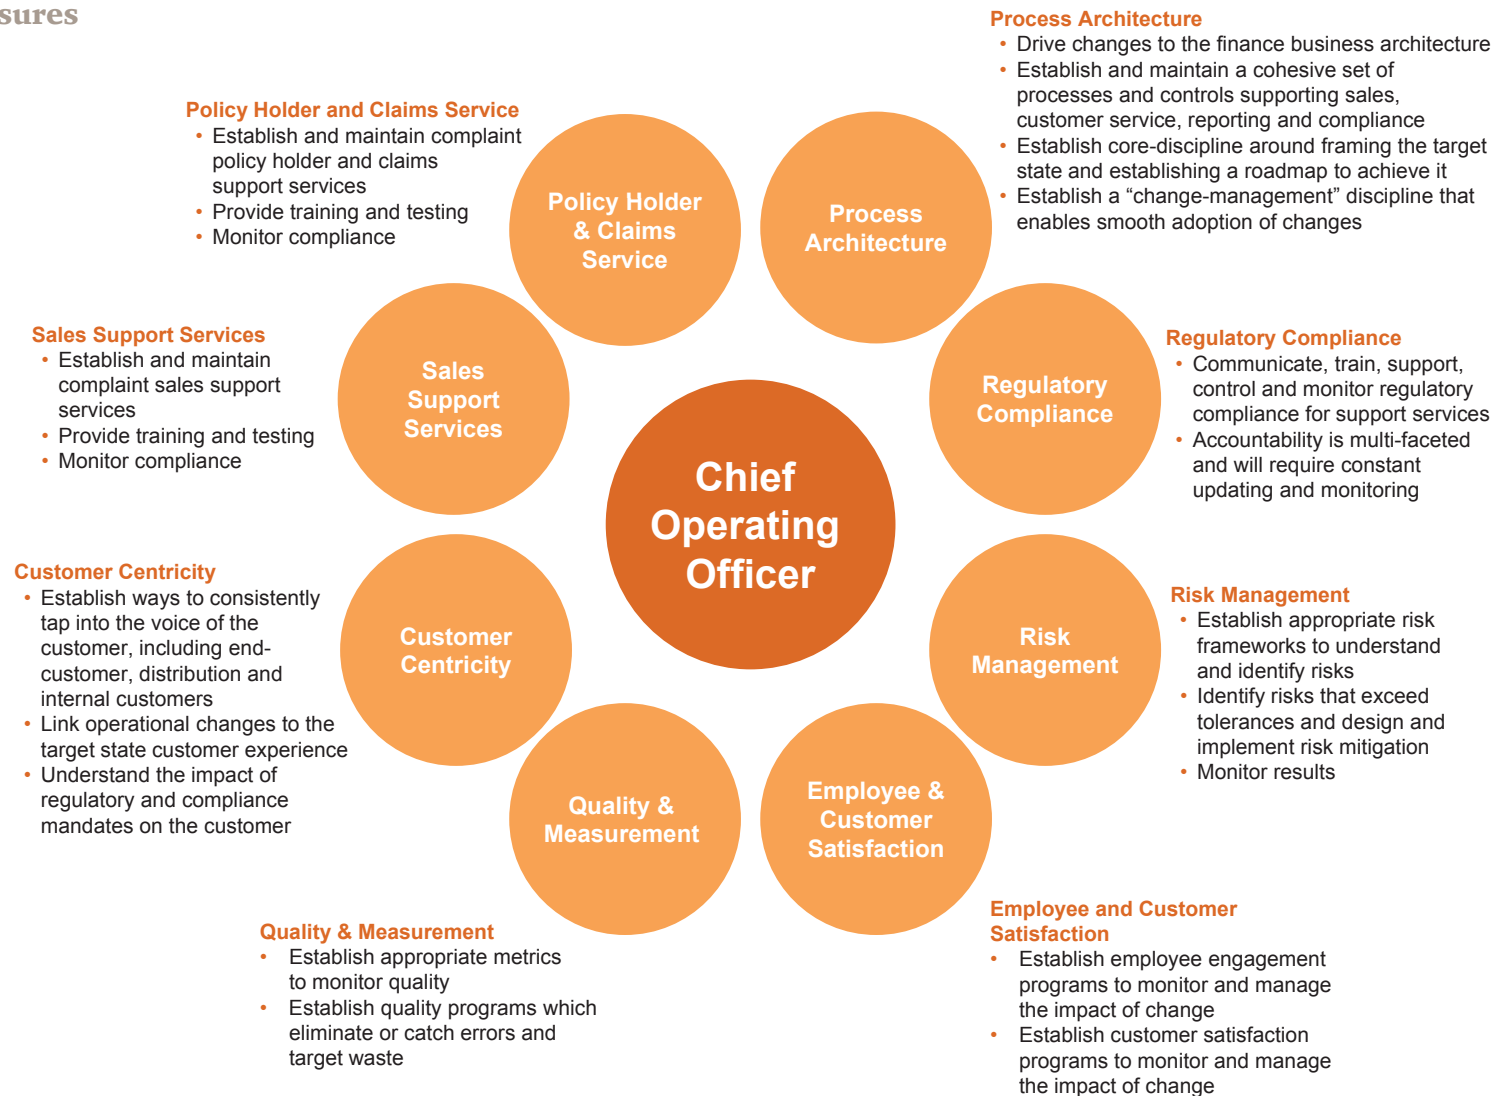 sures
Process Architecture
• Drive changes to the finance business architecture
• Establish and maintain a cohesive set of
processes and controls supporting sales,
customer service, reporting and compliance
• Establish core-discipline around framing the target
state and establishing a roadmap to achieve it
• Establish a “change-management” discipline that
enables smooth adoption of changes
Policy Holder and Claims Service
• Establish and maintain complaint
policy holder and claims
support services
• Provide training and testing
• Monitor compliance
Policy Holder
& Claims
Service
Process
Architecture
Sales Support Services
• Establish and maintain
complaint sales support
services
• Provide training and testing
• Monitor compliance
Sales
Support
Services
Regulatory
Compliance
Regulatory Compliance
• Communicate, train, support,
control and monitor regulatory
compliance for support services
• Accountability is multi-faceted
and will require constant
updating and monitoring
Chief
Operating
Officer
Customer Centricity
• Establish ways to consistently
tap into the voice of the
customer, including end-
customer, distribution and
internal customers
• Link operational changes to the
target state customer experience
• Understand the impact of
regulatory and compliance
mandates on the customer
Customer
Centricity
Risk
Management
Risk Management
• Establish appropriate risk
frameworks to understand
and identify risks
• Identify risks that exceed
tolerances and design and
implement risk mitigation
• Monitor results
Quality &
Measurement
Employee &
Customer
Satisfaction
Quality & Measurement
• Establish appropriate metrics
to monitor quality
• Establish quality programs which
eliminate or catch errors and
target waste
Employee and Customer
Satisfaction
• Establish employee engagement
programs to monitor and manage
the impact of change
• Establish customer satisfaction
programs to monitor and manage
the impact of change